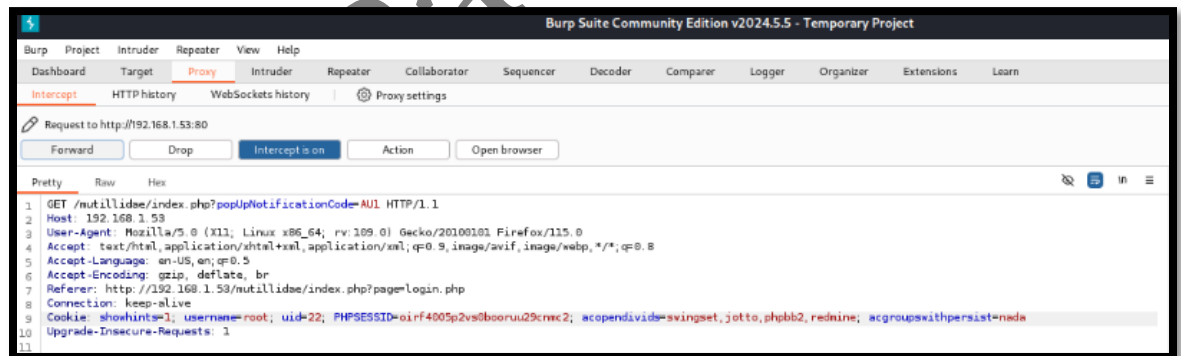 Burp Suite Community Edition v2024.5.5 - Temporary Project
Burp Project Intruder Repeater View Help
Dashboard Target Proxy Intruder Repeater Collaborator Sequencer Decoder Comparer Logger Organizer Extensions Learn
Intercept HTTP history WebSockets history Proxy settings
Request to http://192.168.1.53:80
Forward Drop Intercept is on Action Open browser
Pretty Raw Hex \n
1 GET /mutillidae/index.php?popUpNotificationCode=AU1 HTTP/1.1
2 Host: 192.168.1.53
3 User-Agent: Mozilla/5.0 (X11; Linux x86_64; rv:109.0) Gecko/20100101 Firefox/115.0
4 Accept: text/html,application/xhtml+xml,application/xml;q=0.9,image/avif,image/webp,*/*;q=0.8
5 Accept-Language: en-US,en;q=0.5
6 Accept-Encoding: gzip, deflate, br
7 Referer: http://192.168.1.53/mutillidae/index.php?page=login.php
8 Connection: keep-alive
9 Cookie: showhints=1; username=root; uid=22; acopendivids=swingset,jotto,phpbb2,redmine; acgroupswithpersist=nada
10 Upgrade-Insecure-Requests: 1
11